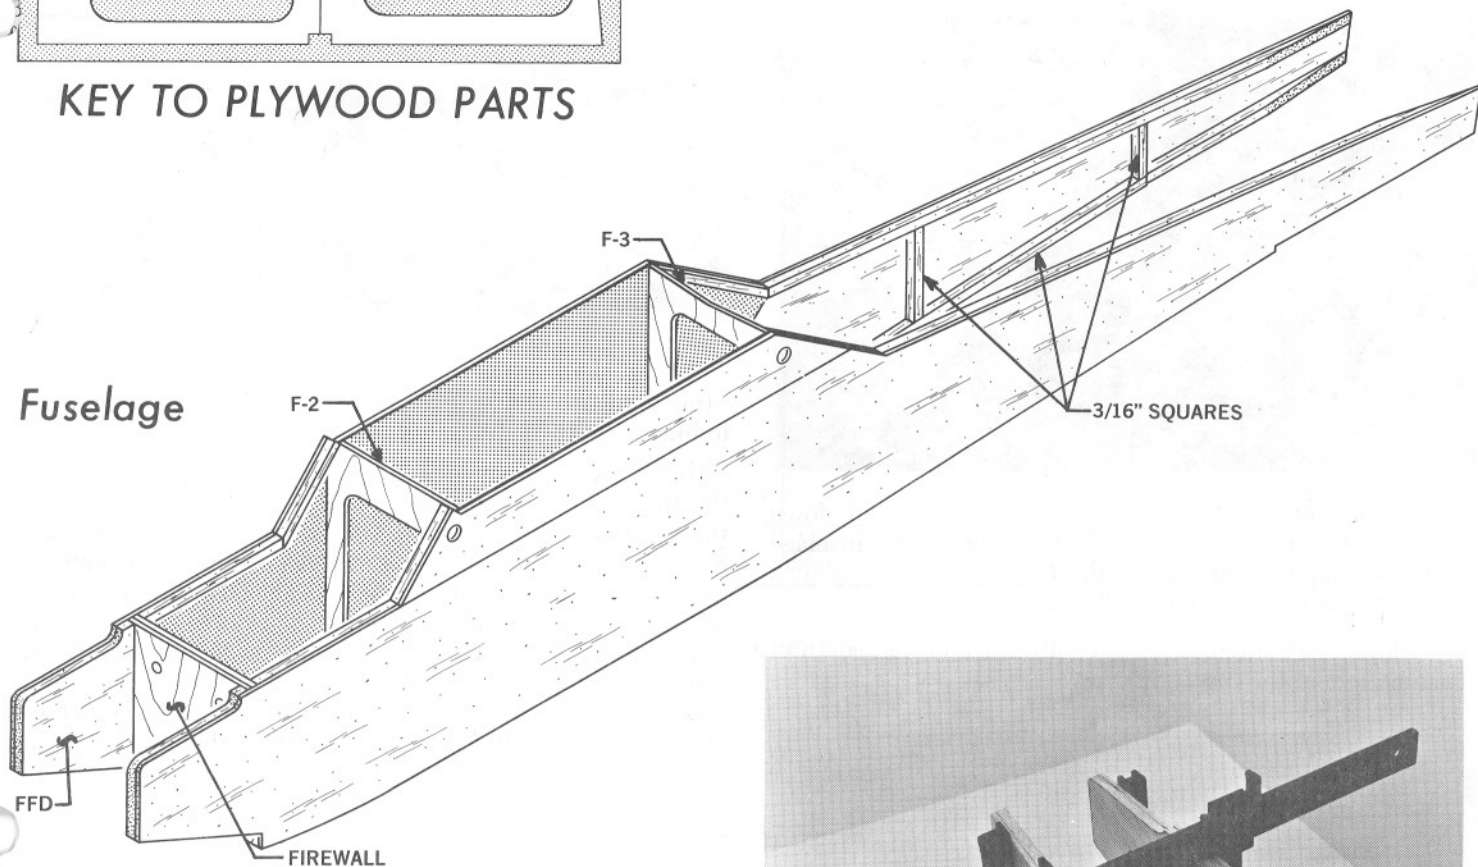 KEY TO PLYWOOD PARTS
F-3
Fuselage
F-2
3/16" SQUARES
FFD
FIREWALL